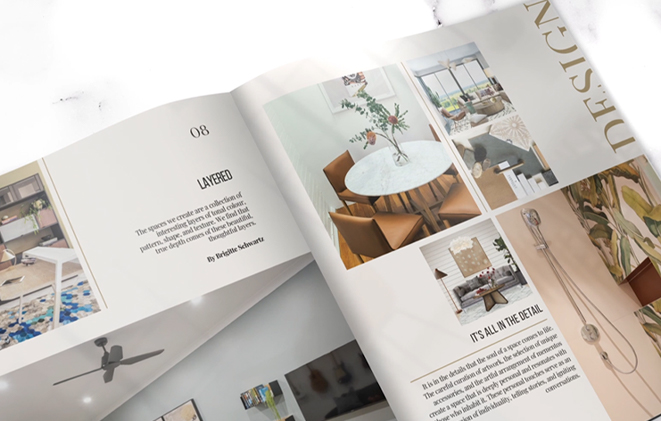 08
LAYERED
The spaces we create are a collection of
interesting layers of tonal colour,
pattern, shape, and texture. We find that
true depth comes of these beautiful,
thoughtful layers.
By Brigitte Schwartz
DESIGN
IT'S ALL IN THE DETAIL
It is in the details that the soul of a space comes to life.
The careful curation of artwork, the selection of unique
accessories, and the artful arrangement of mementos
create a space that is deeply personal and resonates with
those who inhabit it. These personal touches serve as an
of individuality, telling stories, and igniting
conversations.